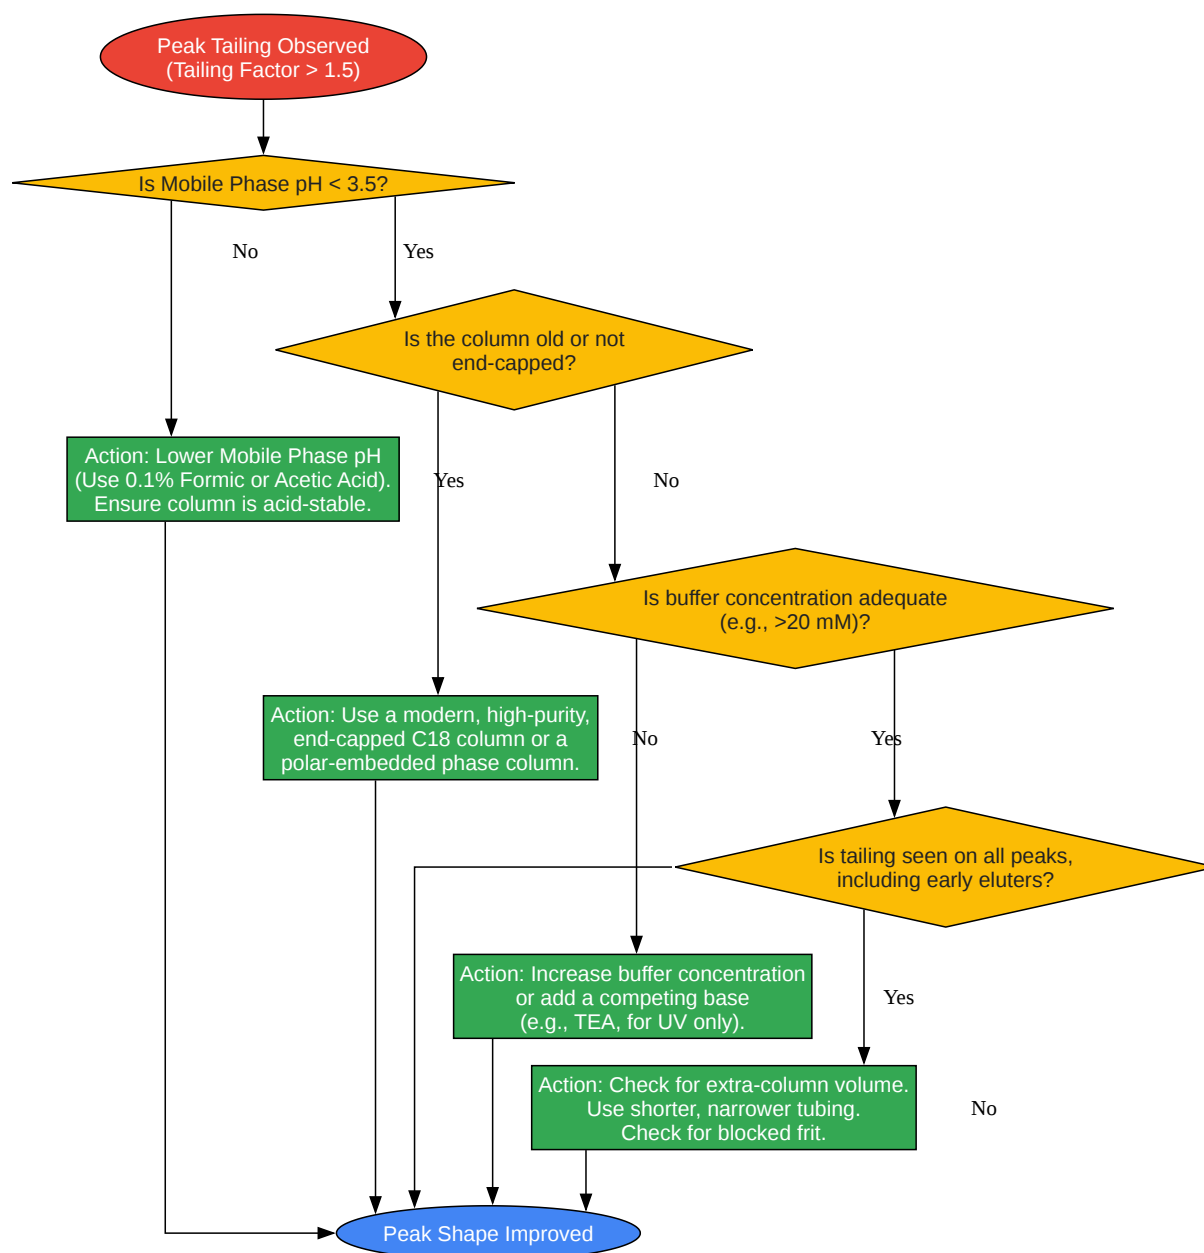 Peak Tailing Observed
(Tailing Factor > 1.5)
Is Mobile Phase pH < 3.5?
No
Yes
Is the column old or not
end-capped?
Action: Lower Mobile Phase pH
(Use 0.1% Formic or Acetic Acid).
Ensure column is acid-stable.
Yes
No
Is buffer concentration adequate
(e.g., >20 mM)?
Action: Use a modern, high-purity,
end-capped C18 column or a
polar-embedded phase column.
No
Yes
Is tailing seen on all peaks,
including early eluters?
Action: Increase buffer concentration
or add a competing base
(e.g., TEA, for UV only).
Yes
Action: Check for extra-column volume.
Use shorter, narrower tubing.
Check for blocked frit.
No
Peak Shape Improved